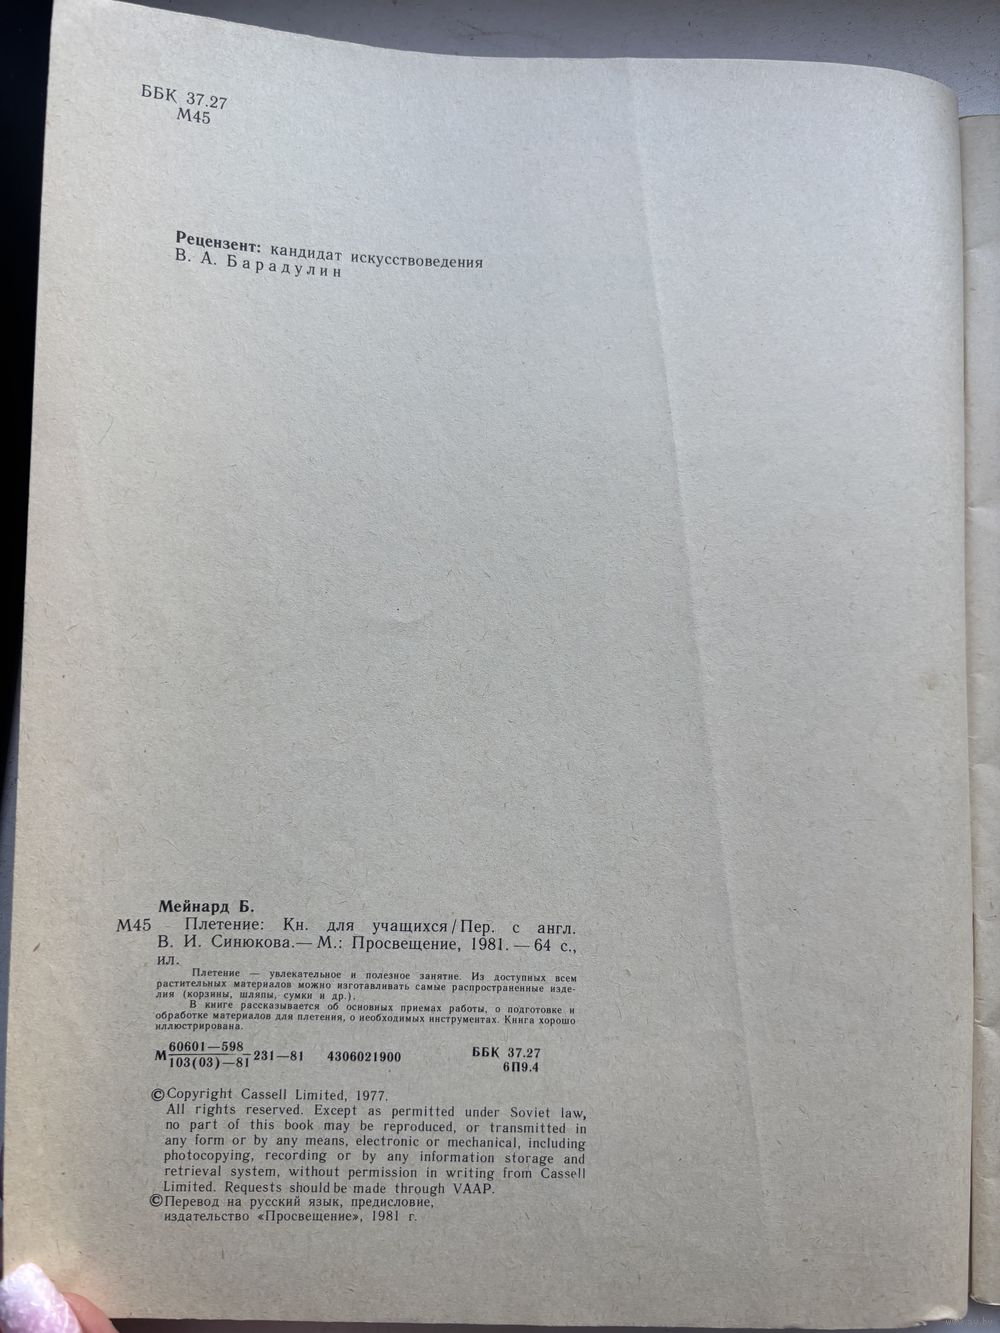 ББК 37.27
М45
Рецензент: кандидат искусствоведения
В. А. Барадулин
Мейнард Б.
М45 Плетение: Кн. для учащихся/Пер. с англ.
В. И. Синюкова.— М.: Просвещение, 1981. — 64 с.,
ил.
Плетение — увлекательное и полезное занятие. Из доступных всем
растительных материалов можно изготавливать самые распространенные изде-
лия (корзины, шляпы, сумки и др.).
В книге рассказывается об основных приемах работы, о подготовке и
обработке материалов для плетения, о необходимых инструментах. Книга хорошо
иллюстрирована.
60601—598
М 231—81 4306021900 ББК 37.27
103(03)—81 6П9.4
©Copyright Cassell Limited, 1977.
All rights reserved. Except as permitted under Soviet law,
no part of this book may be reproduced, or transmitted in
any form or by any means, electronic or mechanical, including
photocopying, recording or by any information storage and
retrieval system, without permission in writing from Cassell
Limited. Requests should be made through VAAP.
©Перевод на русский язык, предисловие,
издательство «Просвещение», 1981 г.
www.ay.by